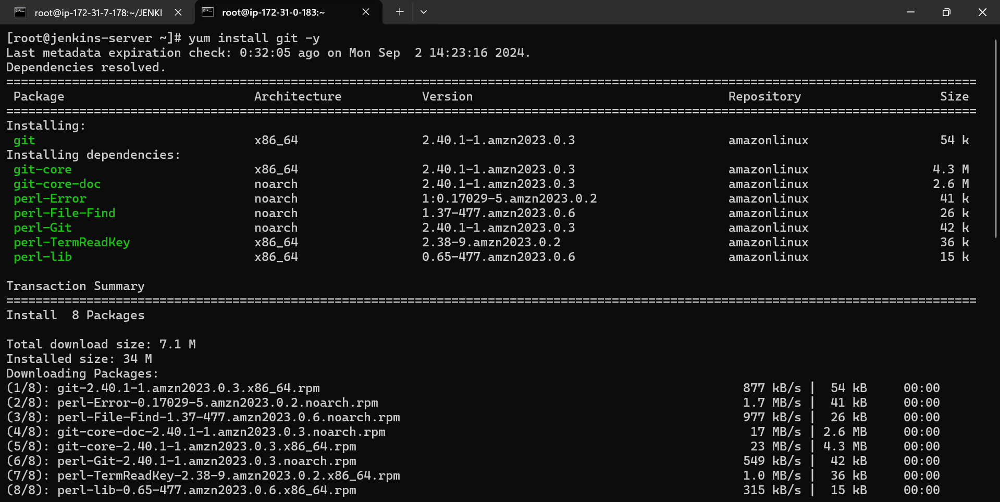 root@ip-172-31-7-178:~/JENKI
root@ip-172-31-0-183:~
[root@jenkins-server ~]# yum install git -y
Last metadata expiration check: 0:32:05 ago on Mon Sep  2 14:23:16 2024.
Dependencies resolved.
=====================================================================================================================================
Package Architecture Version Repository Size
=====================================================================================================================================
Installing:
git x86_64 2.40.1-1.amzn2023.0.3 amazonlinux 54 k
Installing dependencies:
git-core x86_64 2.40.1-1.amzn2023.0.3 amazonlinux 4.3 M
git-core-doc noarch 2.40.1-1.amzn2023.0.3 amazonlinux 2.6 M
perl-Error noarch 1:0.17029-5.amzn2023.0.2 amazonlinux 41 k
perl-File-Find noarch 1.37-477.amzn2023.0.6 amazonlinux 26 k
perl-Git noarch 2.40.1-1.amzn2023.0.3 amazonlinux 42 k
perl-TermReadKey x86_64 2.38-9.amzn2023.0.2 amazonlinux 36 k
perl-lib x86_64 0.65-477.amzn2023.0.6 amazonlinux 15 k
Transaction Summary
=====================================================================================================================================
Install  8 Packages
Total download size: 7.1 M
Installed size: 34 M
Downloading Packages:
(1/8): git-2.40.1-1.amzn2023.0.3.x86_64.rpm 877 kB/s | 54 kB 00:00
(2/8): perl-Error-0.17029-5.amzn2023.0.2.noarch.rpm 1.7 MB/s | 41 kB 00:00
(3/8): perl-File-Find-1.37-477.amzn2023.0.6.noarch.rpm 977 kB/s | 26 kB 00:00
(4/8): git-core-doc-2.40.1-1.amzn2023.0.3.noarch.rpm 17 MB/s | 2.6 MB 00:00
(5/8): git-core-2.40.1-1.amzn2023.0.3.x86_64.rpm 23 MB/s | 4.3 MB 00:00
(6/8): perl-Git-2.40.1-1.amzn2023.0.3.noarch.rpm 549 kB/s | 42 kB 00:00
(7/8): perl-TermReadKey-2.38-9.amzn2023.0.2.x86_64.rpm 1.0 MB/s | 36 kB 00:00
(8/8): perl-lib-0.65-477.amzn2023.0.6.x86_64.rpm 315 kB/s | 15 kB 00:00